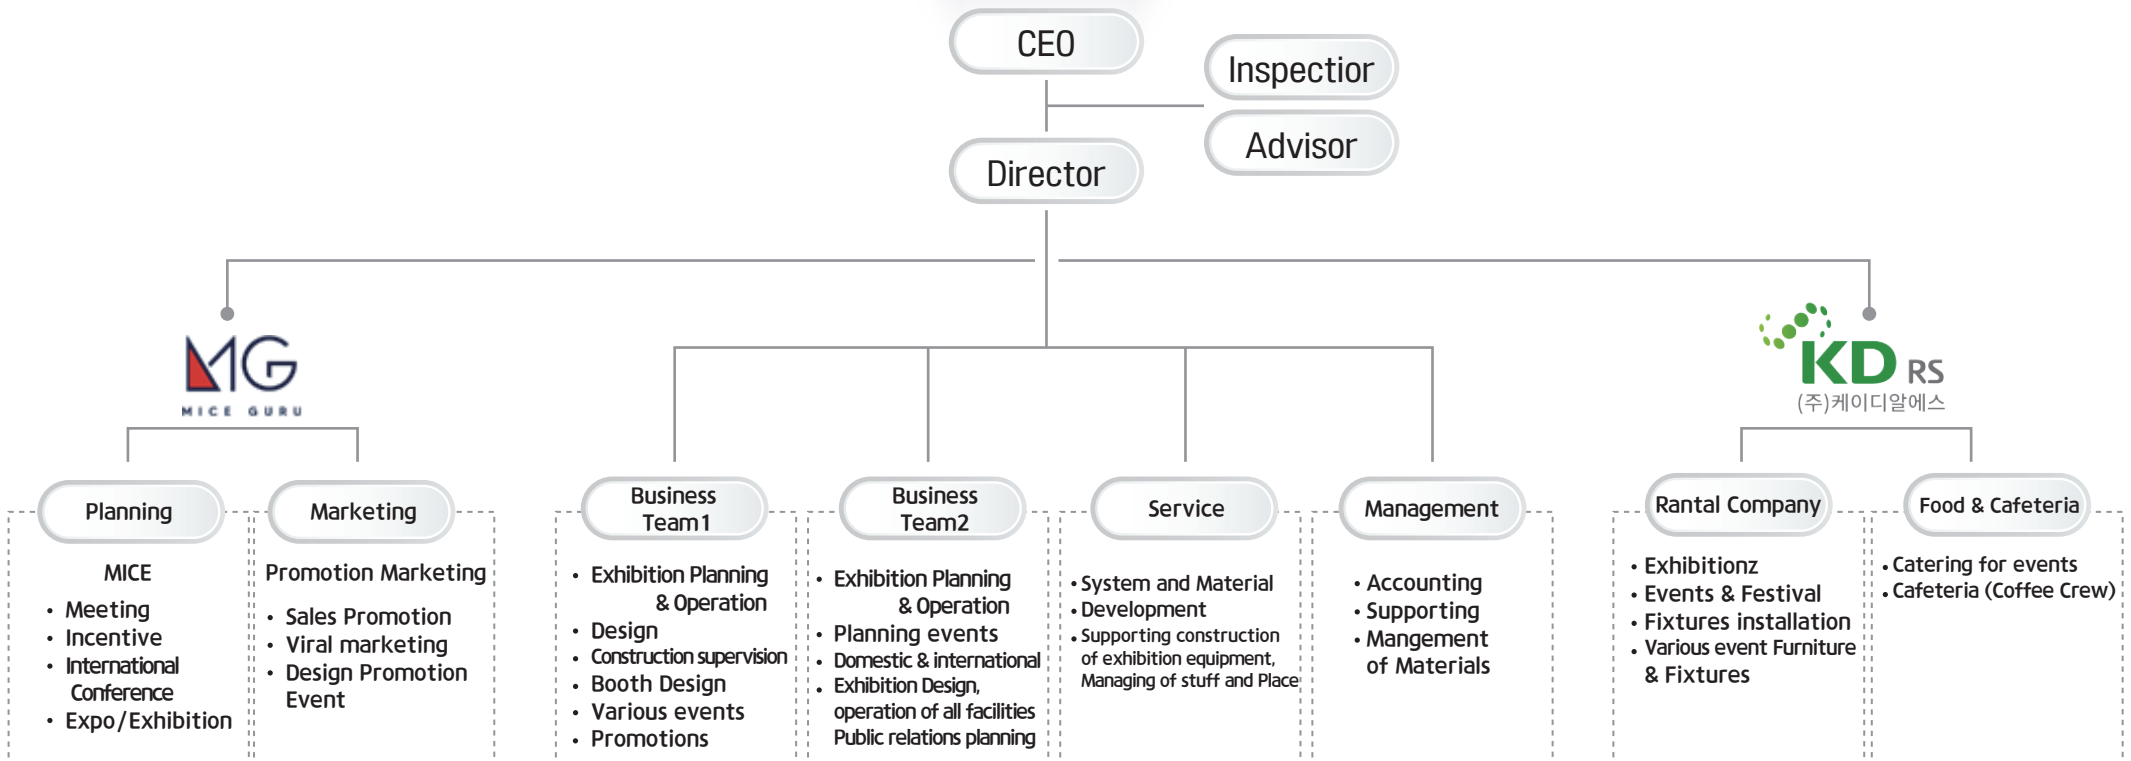 CEO
Inspectior
Advisor
Director
MG
MICE GURU
KD RS
(주)케이디알에스
Planning
MICE
• Meeting
• Incentive
• International
Conference
• Expo/Exhibition
Marketing
Promotion Marketing
• Sales Promotion
• Viral marketing
• Design Promotion
Event
Business
Team1
• Exhibition Planning
& Operation
• Design
• Construction supervision
• Booth Design
• Various events
• Promotions
Business
Team2
• Exhibition Planning
& Operation
• Planning events
• Domestic & international
• Exhibition Design,
operation of all facilities
Public relations planning
Service
• System and Material
• Development
• Supporting construction
of exhibition equipment,
Managing of stuff and Place
Management
• Accounting
• Supporting
• Mangement
of Materials
Rantal Company
• Exhibitionz
• Events & Festival
• Fixtures installation
• Various event Furniture
& Fixtures
Food & Cafeteria
• Catering for events
• Cafeteria (Coffee Crew)